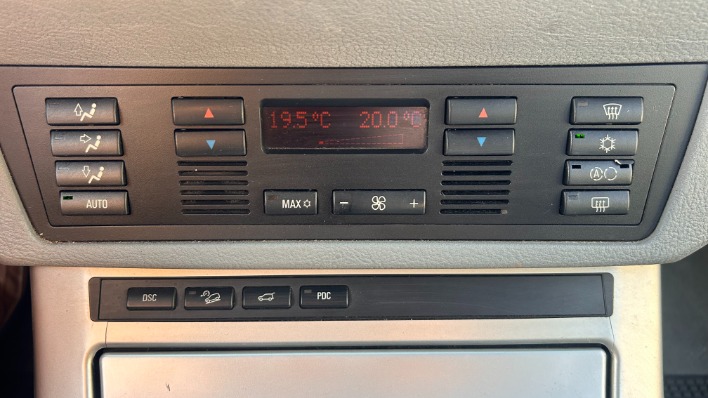 19.5°C 20.0°C
AUTO
MAX
− +
A
DSC PDC